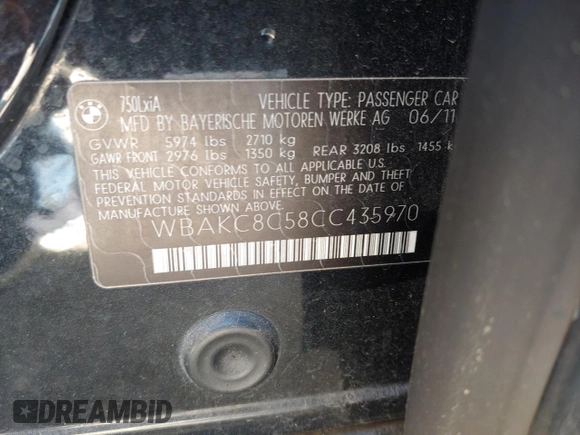 BMW
750LxiA VEHICLE TYPE: PASSENGER CAR
MFD BY BAYERISCHE MOTOREN WERKE AG 06/11
GVWR 5974 lbs 2710 kg
GAWR FRONT 2976 lbs 1350 kg REAR 3208 lbs 1455 k
THIS VEHICLE CONFORMS TO ALL APPLICABLE U.S.
FEDERAL MOTOR VEHICLE SAFETY, BUMPER AND THEFT
PREVENTION STANDARDS IN EFFECT ON THE DATE OF
MANUFACTURE SHOWN ABOVE.
WBAKC8C58CC435970
DREAMBID